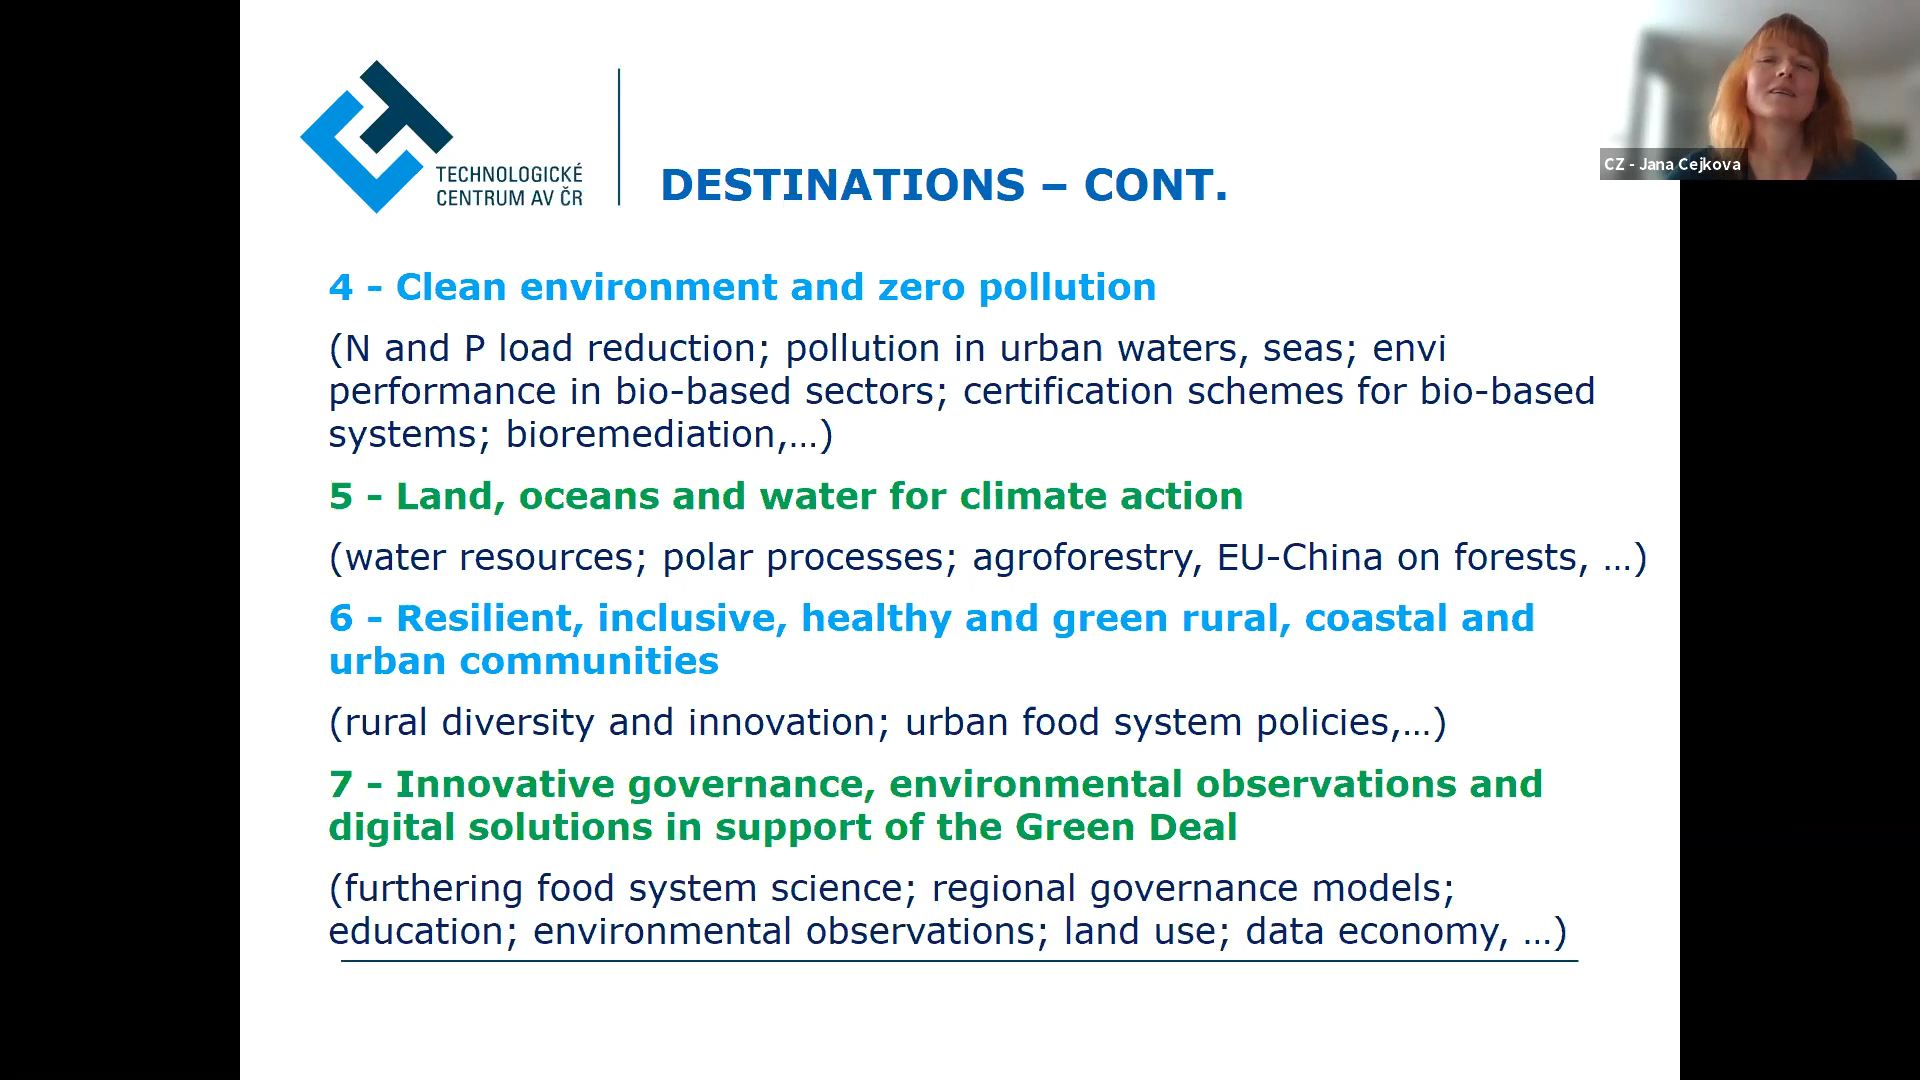 TECHNOLOGICKÉ
CENTRUM AV ČR
DESTINATIONS – CONT.
CZ - Jana Cejkova
4 - Clean environment and zero pollution
(N and P load reduction; pollution in urban waters, seas; envi
performance in bio-based sectors; certification schemes for bio-based
systems; bioremediation,…)
5 - Land, oceans and water for climate action
(water resources; polar processes; agroforestry, EU-China on forests, …)
6 - Resilient, inclusive, healthy and green rural, coastal and
urban communities
(rural diversity and innovation; urban food system policies,…)
7 - Innovative governance, environmental observations and
digital solutions in support of the Green Deal
(furthering food system science; regional governance models;
education; environmental observations; land use; data economy, …)